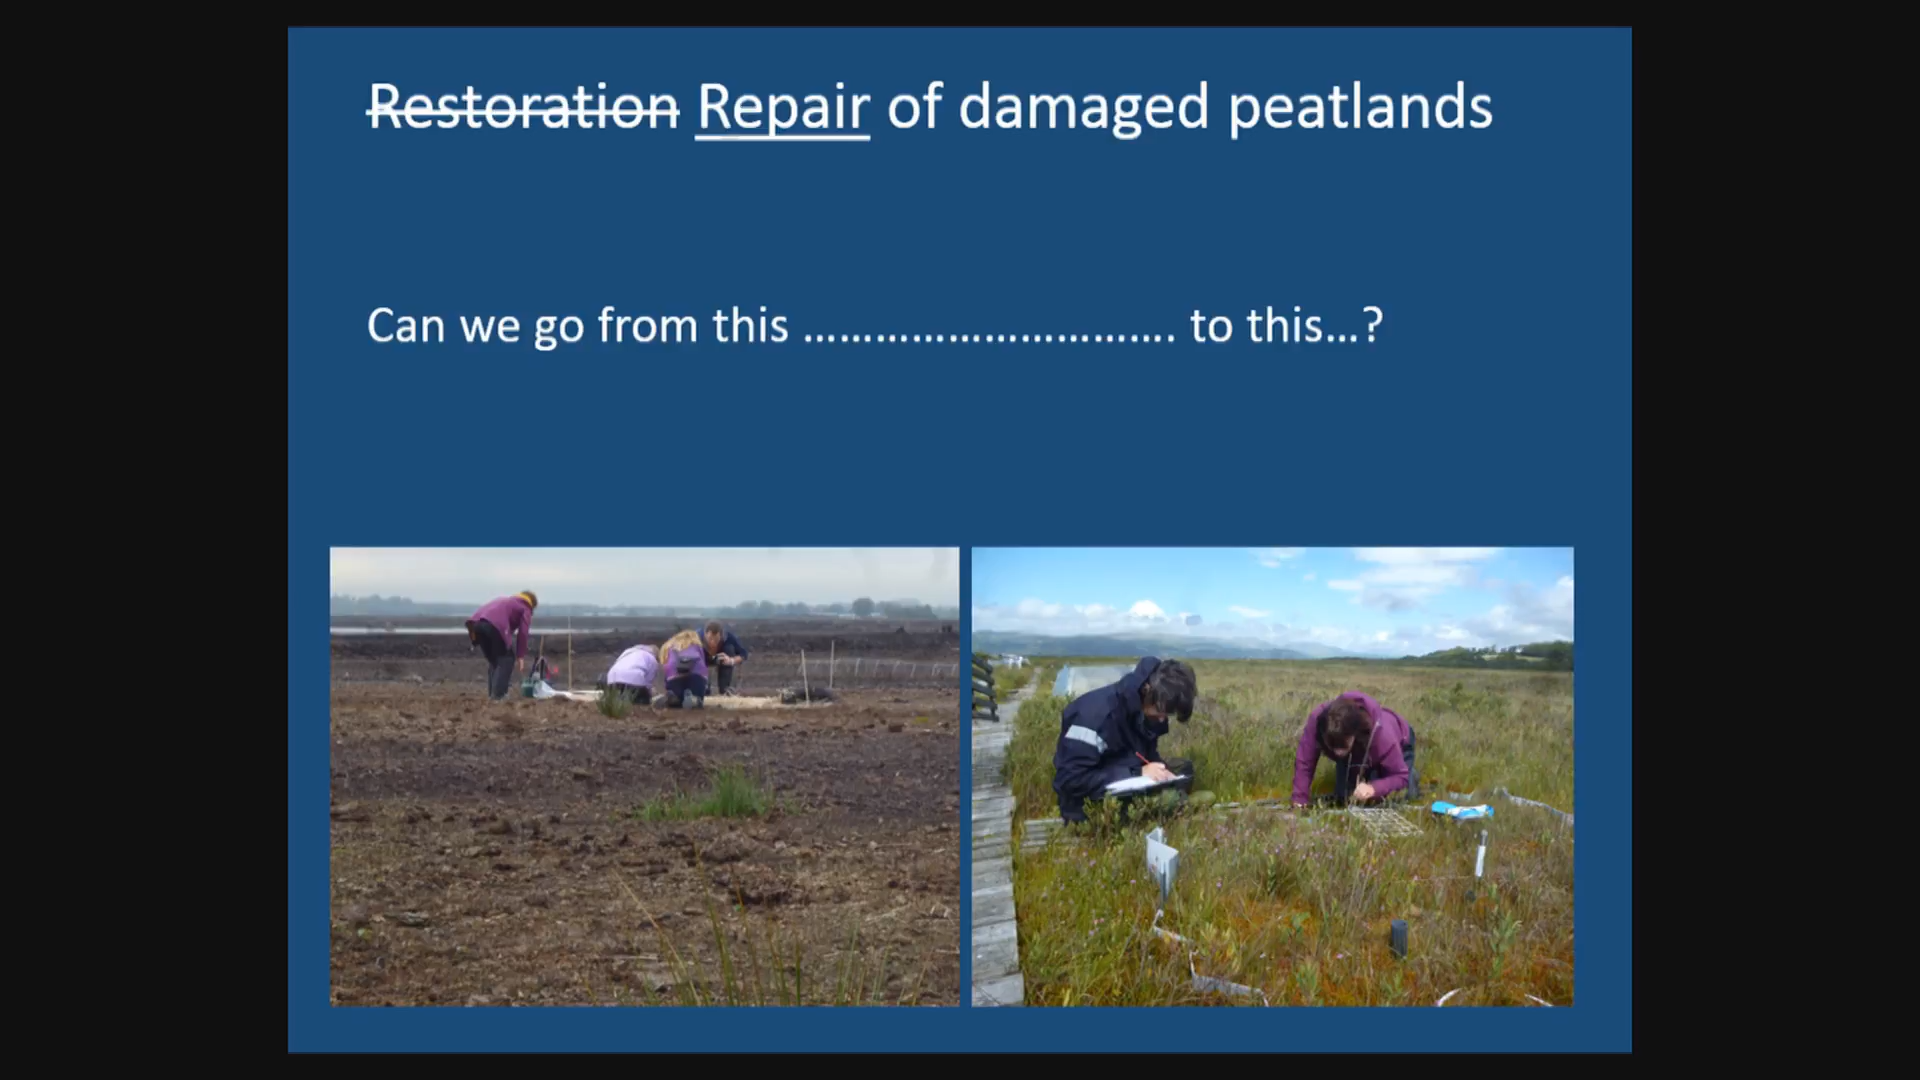 Restoration Repair of damaged peatlands
Can we go from this ................................ to this...?